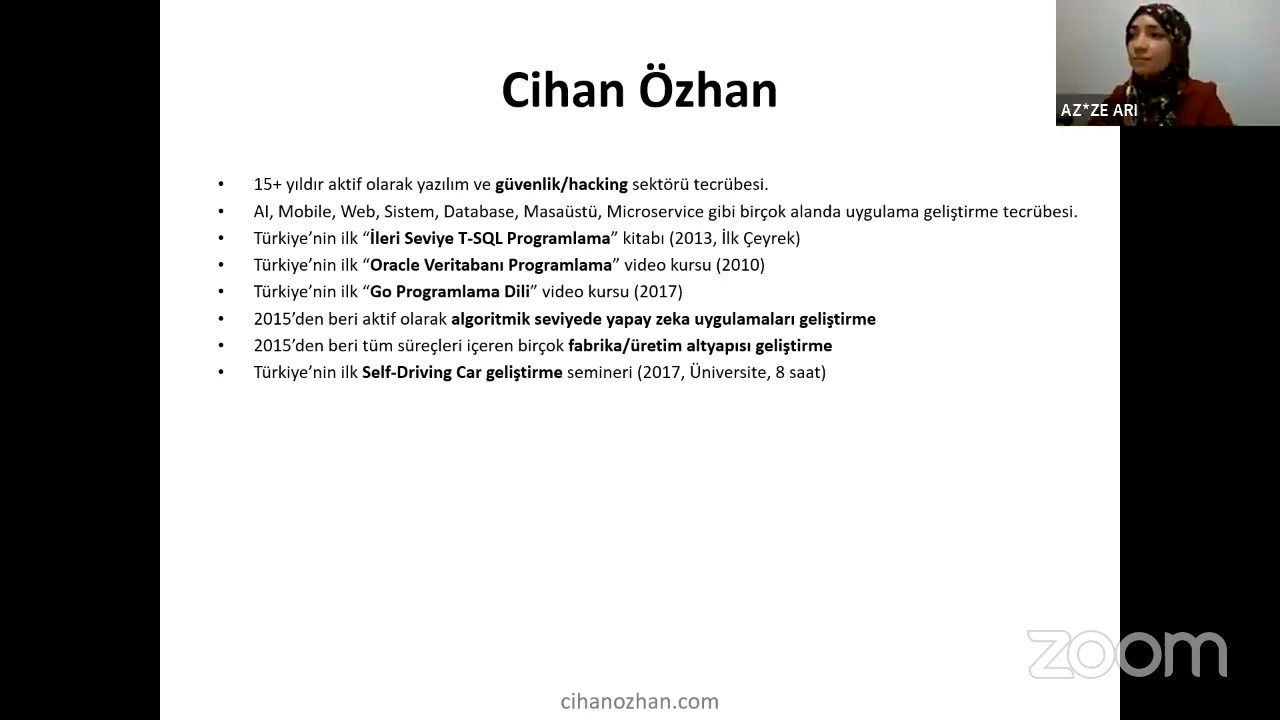 Cihan Özhan
AZ*ZE ARI
• 15+ yıldır aktif olarak yazılım ve güvenlik/hacking sektörü tecrübesi.
• AI, Mobile, Web, Sistem, Database, Masaüstü, Microservice gibi birçok alanda uygulama geliştirme tecrübesi.
• Türkiye’nin ilk “İleri Seviye T-SQL Programlama” kitabı (2013, İlk Çeyrek)
• Türkiye’nin ilk “Oracle Veritabanı Programlama” video kursu (2010)
• Türkiye’nin ilk “Go Programlama Dili” video kursu (2017)
• 2015’den beri aktif olarak algoritmik seviyede yapay zeka uygulamaları geliştirme
• 2015’den beri tüm süreçleri içeren birçok fabrika/üretim altyapısı geliştirme
• Türkiye’nin ilk Self-Driving Car geliştirme semineri (2017, Üniversite, 8 saat)
zoom
cihanozhan.com